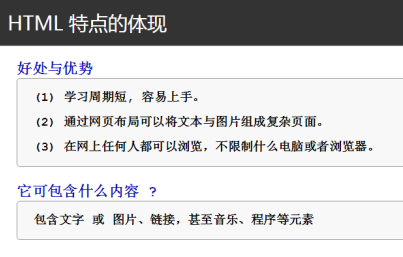 HTML 特点的体现
好处与优势
(1) 学习周期短，容易上手。
(2) 通过网页布局可以将文本与图片组成复杂页面。
(3) 在网上任何人都可以浏览，不限制什么电脑或者浏览器。
它可包含什么内容 ?
包含文字 或 图片、链接，甚至音乐、程序等元素